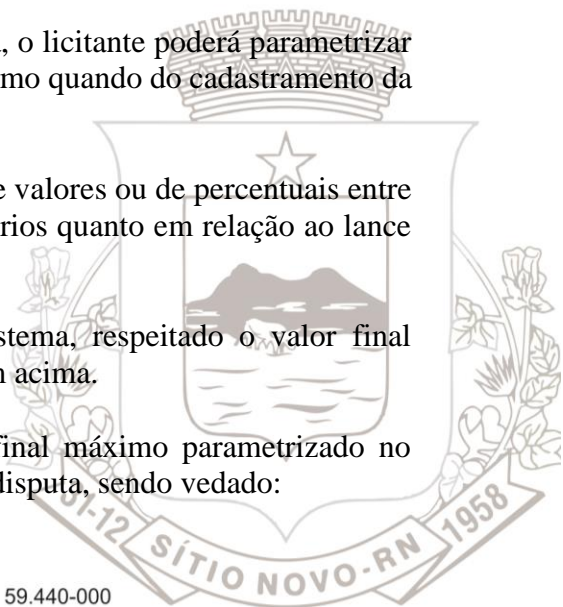 , o licitante poderá parametrizar
mo quando do cadastramento da
e valores ou de percentuais entre
rios quanto em relação ao lance
stema, respeitado o valor final
acima.
final máximo parametrizado no
disputa, sendo vedado:
31-12 SÍTIO NOVO-RN 1958
59.440-000